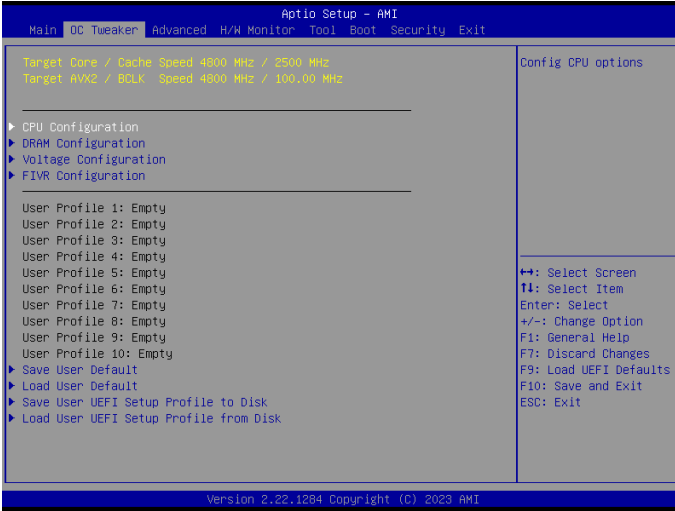 Aptio Setup - AMI
Main OC Tweaker Advanced H/W Monitor Tool Boot Security Exit
Target Core / Cache Speed 4800 MHz / 2500 MHz
Target AVX2 / BCLK Speed 4800 MHz / 100.00 MHz
CPU Configuration
DRAM Configuration
Voltage Configuration
FIVR Configuration
User Profile 1: Empty
User Profile 2: Empty
User Profile 3: Empty
User Profile 4: Empty
User Profile 5: Empty
User Profile 6: Empty
User Profile 7: Empty
User Profile 8: Empty
User Profile 9: Empty
User Profile 10: Empty
Save User Default
Load User Default
Save User UEFI Setup Profile to Disk
Load User UEFI Setup Profile from Disk
Config CPU options
↔: Select Screen
↑↓: Select Item
Enter: Select
+/-: Change Option
F1: General Help
F7: Discard Changes
F9: Load UEFI Defaults
F10: Save and Exit
ESC: Exit
Version 2.22.1284 Copyright (C) 2023 AMI